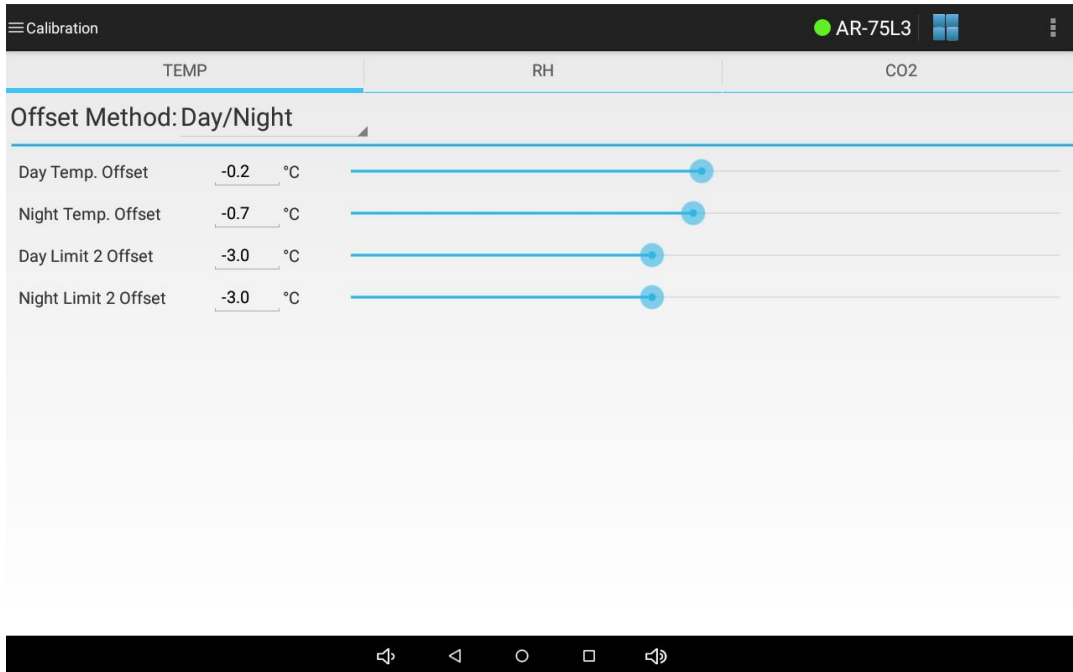 Calibration AR-75L3
TEMP RH CO2
Offset Method: Day/Night
Day Temp. Offset -0.2 °C
Night Temp. Offset -0.7 °C
Day Limit 2 Offset -3.0 °C
Night Limit 2 Offset -3.0 °C